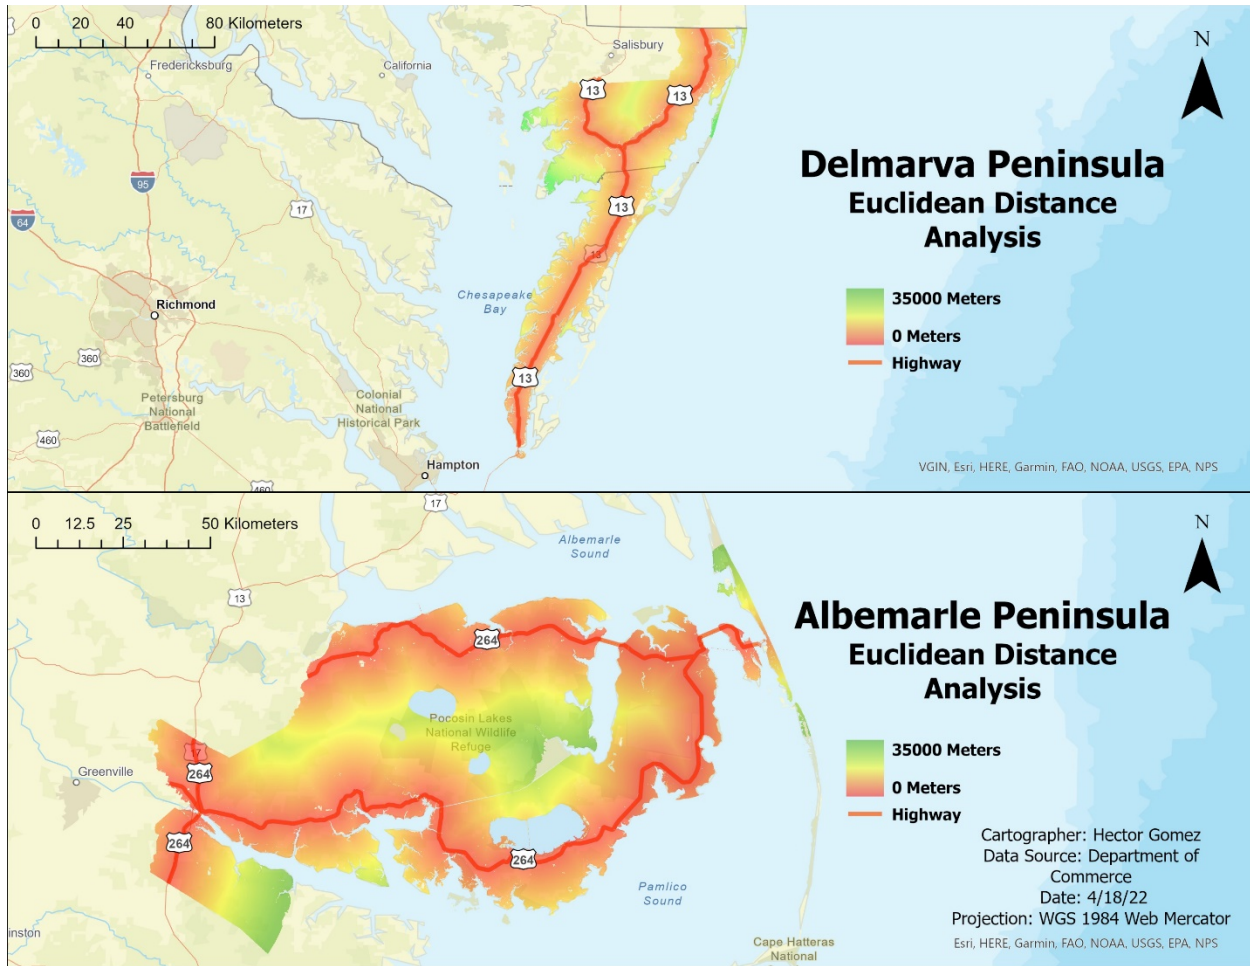 0 20 40 80 Kilometers
Salisbury
N
Fredericksburg
California
13
13
95
Delmarva Peninsula
Euclidean Distance
Analysis
17
13
64
13
Chesapeake
Bay
35000 Meters
Richmond
0 Meters
360
Highway
360
13
Petersburg
National
Battlefield
Colonial
National
Historical Park
460
Hampton
VGIN, Esri, HERE, Garmin, FAO, NOAA, USGS, EPA, NPS
460
17
0 12.5 25 50 Kilometers
Albemarle
Sound
N
13
Albemarle Peninsula
Euclidean Distance
Analysis
264
Pocosin Lakes
National Wildlife
Refuge
17
Greenville
264
35000 Meters
0 Meters
Highway
264
264
Cartographer: Hector Gomez
Data Source: Department of
Commerce
Date: 4/18/22
Projection: WGS 1984 Web Mercator
Pamlico
Sound
inston
Cape Hatteras
National
Esri, HERE, Garmin, FAO, NOAA, USGS, EPA, NPS